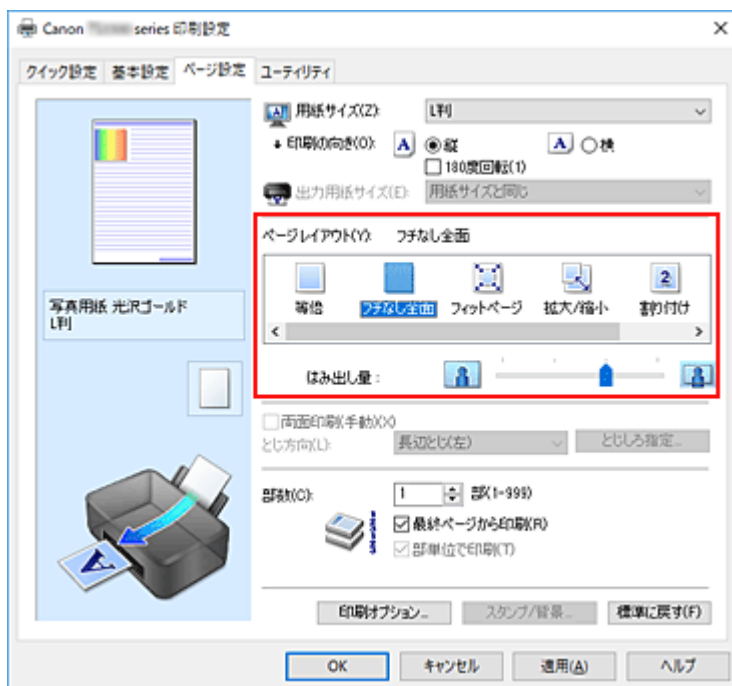 Canon series 印刷設定
クイック設定 基本設定 ページ設定 ユーティリティ
用紙サイズ(Z): L判
印刷の向き(O): A 縦 A 横
180度回転(1)
出力用紙サイズ(E): 用紙サイズと同じ
ページレイアウト(Y): フチなし全面
等倍 フチなし全面 フィットページ 拡大/縮小 割り付け
2
写真用紙 光沢ゴールド
L判
はみ出し量:
両面印刷(手動)(X)
とじ方向(L): 長辺とじ(左) とじしろ指定...
部数(C): 1 部(1-999)
最終ページから印刷(R)
部単位で印刷(T)
A
印刷オプション... スタンプ/背景... 標準に戻す(F)
OK キャンセル 適用(A) ヘルプ